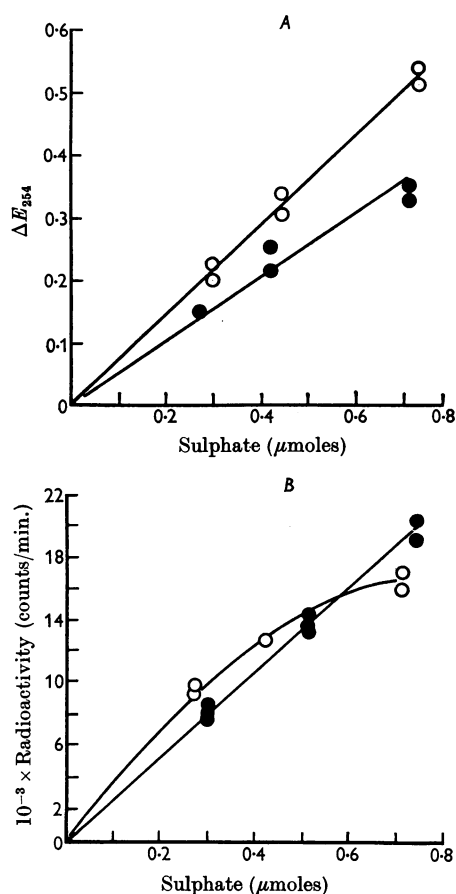 A
0·6
0·5
0·4
0·3
0·2
0·1
0
ΔE₂₅₄
0·2 0·4 0·6 0·8
Sulphate (μmoles)
B
22
18
14
10
6
2
0
10⁻³ × Radioactivity (counts/min.)
0·2 0·4 0·6 0·8
Sulphate (μmoles)